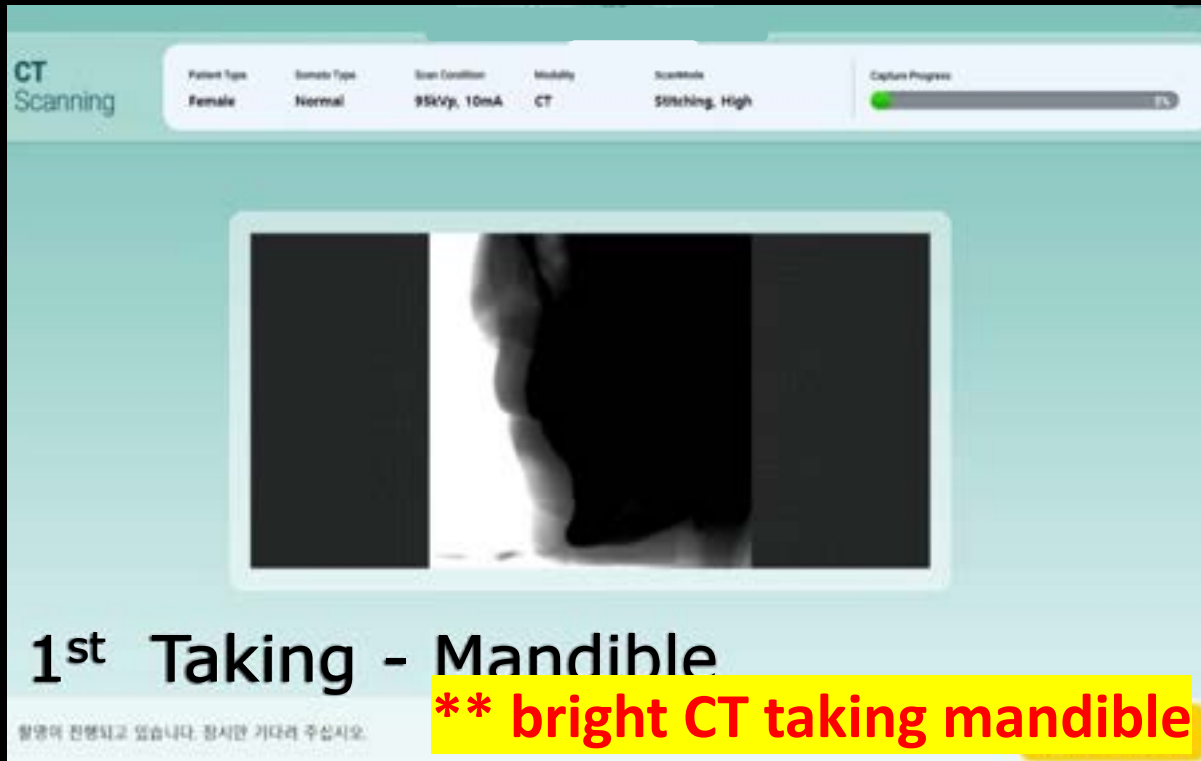 CT
Scanning
Patient Type
Female
Somato Type
Normal
Scan Condition
95kVp, 10mA
Modality
CT
ScanMode
Stitching, High
Capture Progress
1st Taking - Mandible
** bright CT taking mandible
촬영이 진행되고 있습니다. 잠시만 기다려 주십시오.